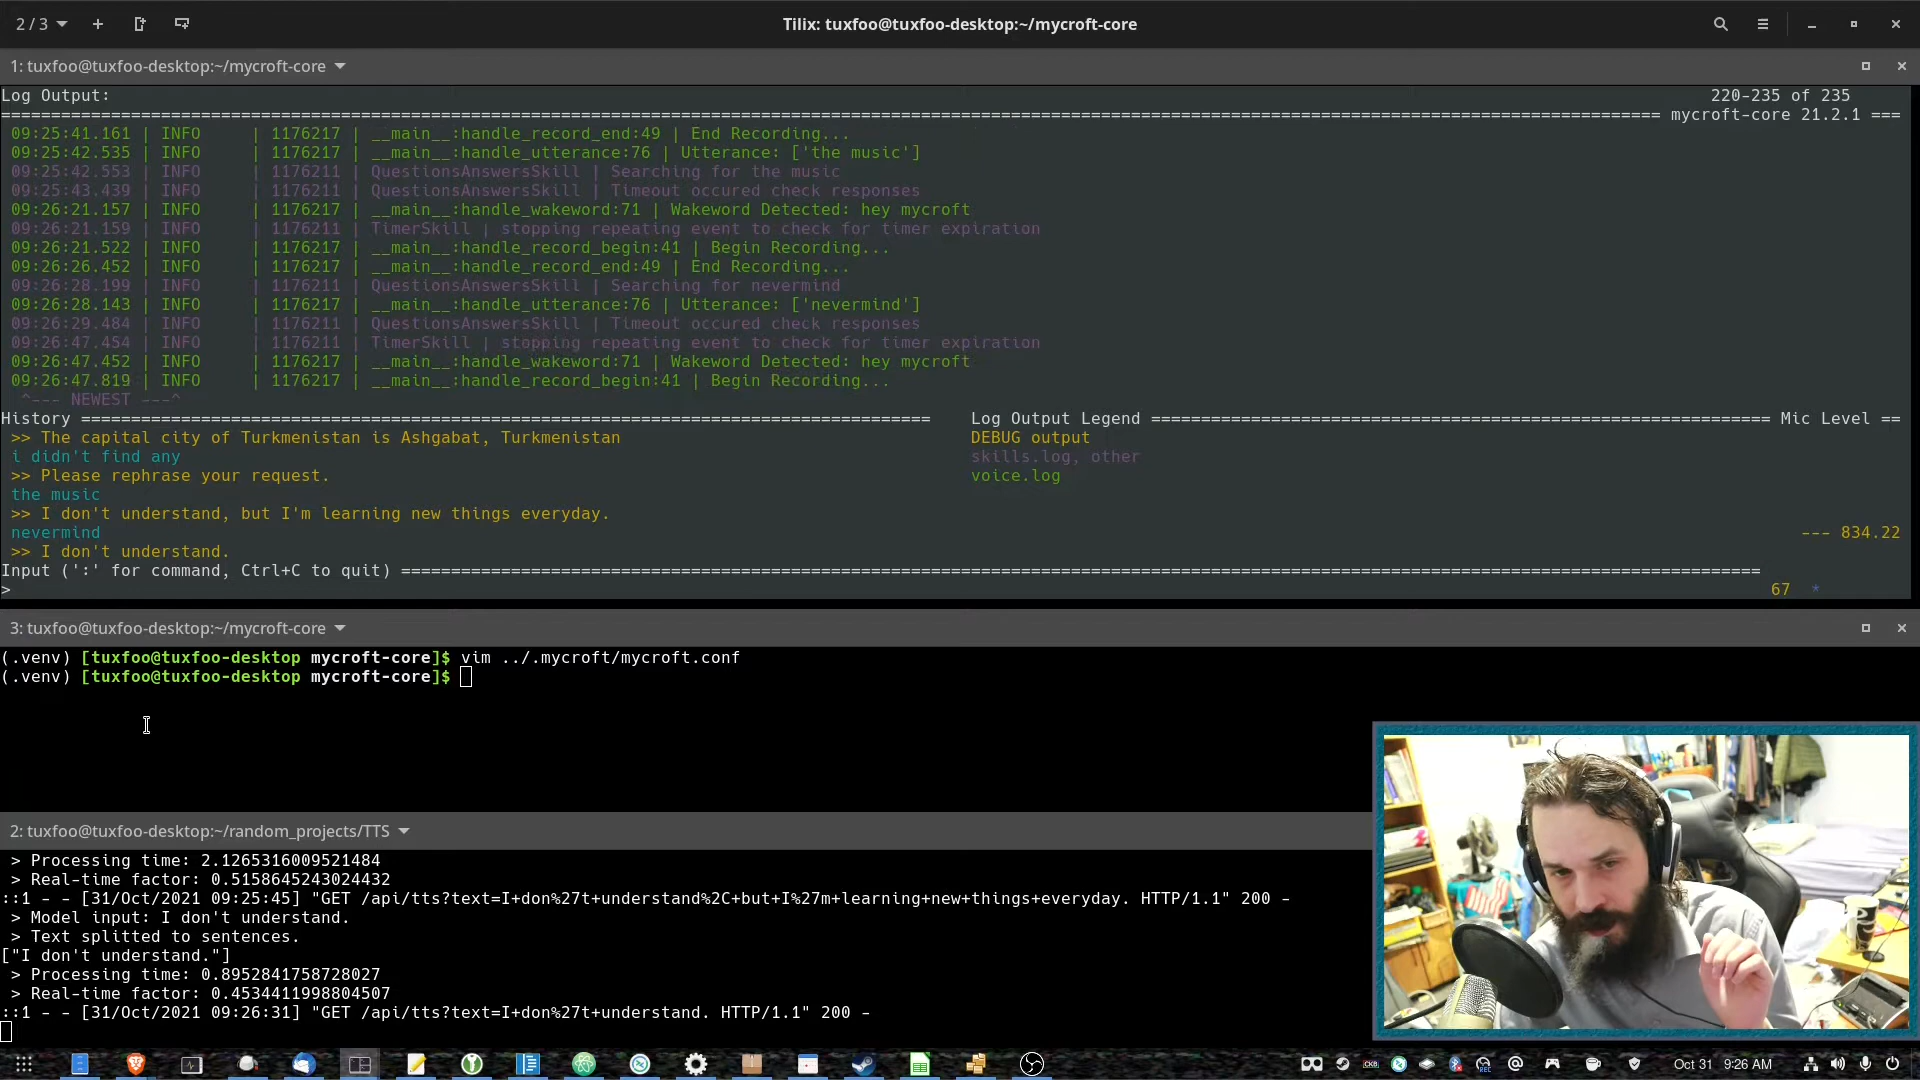 2 / 3
Tilix: tuxfoo@tuxfoo-desktop:~/mycroft-core
1: tuxfoo@tuxfoo-desktop:~/mycroft-core
Log Output: 220-235 of 235
=== mycroft-core 21.2.1 ===
09:25:41.161 | INFO | 1176217 | __main__:handle_record_end:49 | End Recording...
09:25:42.535 | INFO | 1176217 | __main__:handle_utterance:76 | Utterance: ['the music']
09:25:42.553 | INFO | 1176211 | QuestionsAnswersSkill | Searching for the music
09:25:43.439 | INFO | 1176211 | QuestionsAnswersSkill | Timeout occured check responses
09:26:21.157 | INFO | 1176217 | __main__:handle_wakeword:71 | Wakeword Detected: hey mycroft
09:26:21.159 | INFO | 1176211 | TimerSkill | stopping repeating event to check for timer expiration
09:26:21.522 | INFO | 1176217 | __main__:handle_record_begin:41 | Begin Recording...
09:26:26.452 | INFO | 1176217 | __main__:handle_record_end:49 | End Recording...
09:26:28.199 | INFO | 1176211 | QuestionsAnswersSkill | Searching for nevermind
09:26:28.143 | INFO | 1176217 | __main__:handle_utterance:76 | Utterance: ['nevermind']
09:26:29.484 | INFO | 1176211 | QuestionsAnswersSkill | Timeout occured check responses
09:26:47.454 | INFO | 1176211 | TimerSkill | stopping repeating event to check for timer expiration
09:26:47.452 | INFO | 1176217 | __main__:handle_wakeword:71 | Wakeword Detected: hey mycroft
09:26:47.819 | INFO | 1176217 | __main__:handle_record_begin:41 | Begin Recording...
^--- NEWEST ---^
History === Log Output Legend === Mic Level ==
>> The capital city of Turkmenistan is Ashgabat, Turkmenistan DEBUG output
i didn't find any skills.log, other
>> Please rephrase your request. voice.log
the music
>> I don't understand, but I'm learning new things everyday.
nevermind --- 834.22
>> I don't understand.
Input (':' for command, Ctrl+C to quit) ===
> 67 *
3: tuxfoo@tuxfoo-desktop:~/mycroft-core
(.venv) [tuxfoo@tuxfoo-desktop mycroft-core]$ vim ../.mycroft/mycroft.conf
(.venv) [tuxfoo@tuxfoo-desktop mycroft-core]$
2: tuxfoo@tuxfoo-desktop:~/random_projects/TTS
> Processing time: 2.1265316009521484
> Real-time factor: 0.5158645243024432
::1 - - [31/Oct/2021 09:25:45] "GET /api/tts?text=I+don%27t+understand%2C+but+I%27m+learning+new+things+everyday. HTTP/1.1" 200 -
> Model input: I don't understand.
> Text splitted to sentences.
["I don't understand."]
> Processing time: 0.8952841758728027
> Real-time factor: 0.4534411998804507
::1 - - [31/Oct/2021 09:26:31] "GET /api/tts?text=I+don%27t+understand. HTTP/1.1" 200 -
Oct 31 9:26 AM